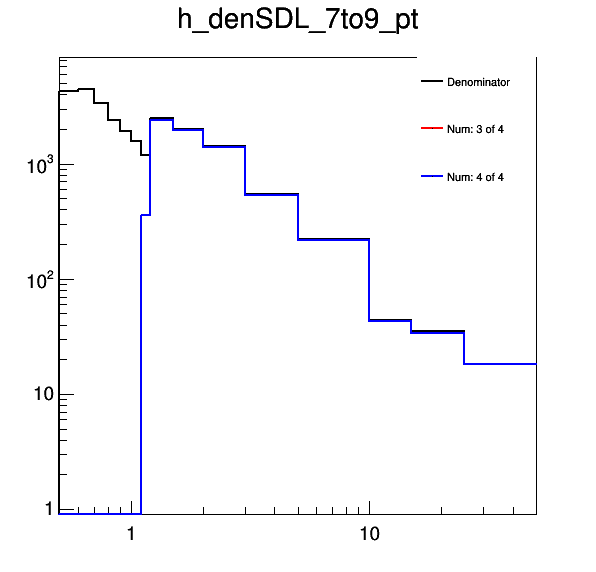 h_denSDL_7to9_pt
Denominator
Num: 3 of 4
Num: 4 of 4
10³
10²
10
1
1 10